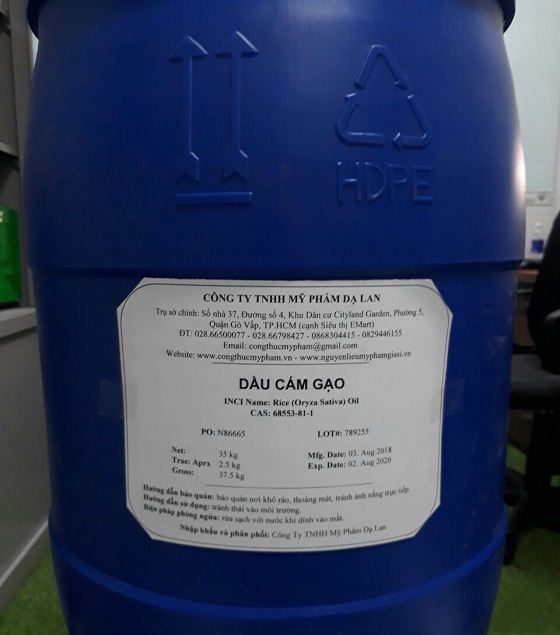 HDPE
CÔNG TY TNHH MỸ PHẨM DẠ LAN
Trụ sở chính: Số nhà 37, Đường số 4, Khu Dân cư Cityland Garden, Phường 5,
Quận Gò Vấp, TP.HCM (cạnh Siêu thị EMart)
ĐT: 028.66500077 - 028.66798427 - 0868304415 - 0829446155
Email: congthucmypham@gmail.com
Website: www.congthucmypham.vn - www.nguyenlieumyphamgiasi.vn
DẦU CÁM GẠO
INCI Name: Rice (Oryza Sativa) Oil
CAS: 68553-81-1
PO: N86665 LOT#: 789255
Net: 35 kg Mfg. Date: 03. Aug 2018
Trae: Aprx 2.5 kg Exp. Date: 02. Aug 2020
Gross: 37.5 kg
Hướng dẫn bảo quản: bảo quản nơi khô ráo, thoáng mát, tránh ánh nắng trực tiếp.
Hướng dẫn sử dụng: tránh thải vào môi trường.
Biện pháp phòng ngừa: rửa sạch với nước khi dính vào mắt.
Nhập khẩu và phân phối: Công Ty TNHH Mỹ Phẩm Dạ Lan